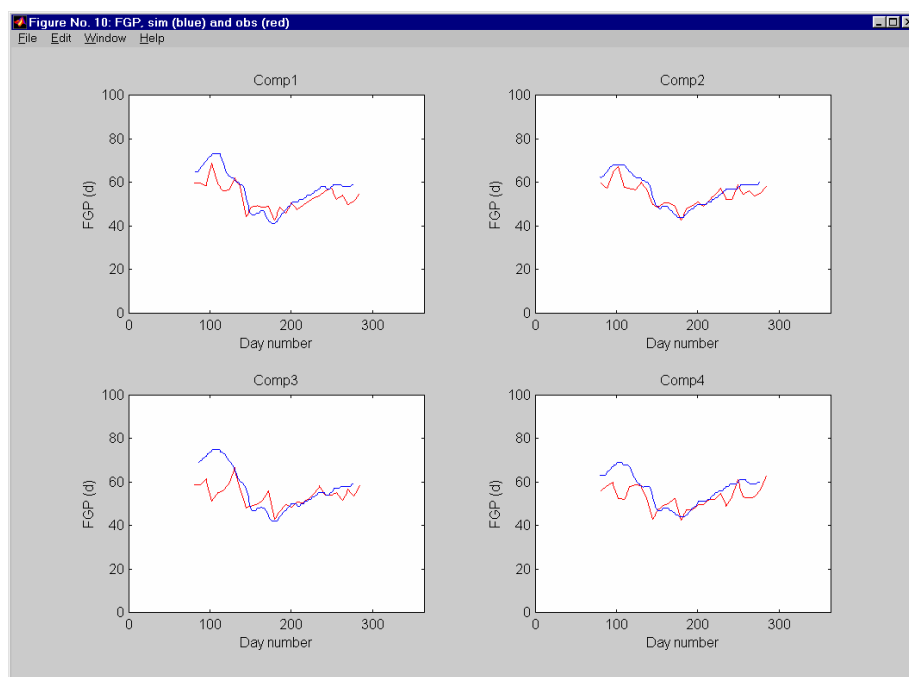 Figure No. 10: FGP, sim (blue) and obs (red)
File Edit Window Help
Comp1
100
80
60
40
20
0
FGP (d)
0 100 200 300
Day number
Comp2
100
80
60
40
20
0
FGP (d)
0 100 200 300
Day number
Comp3
100
80
60
40
20
0
FGP (d)
0 100 200 300
Day number
Comp4
100
80
60
40
20
0
FGP (d)
0 100 200 300
Day number